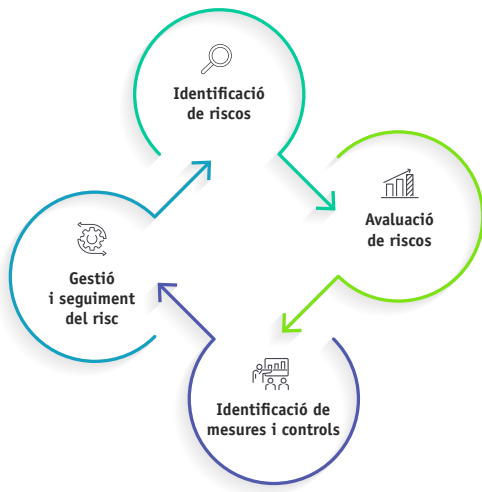 Identificació
de riscos
Avaluació
de riscos
Identificació de
mesures i controls
Gestió
i seguiment
del risc